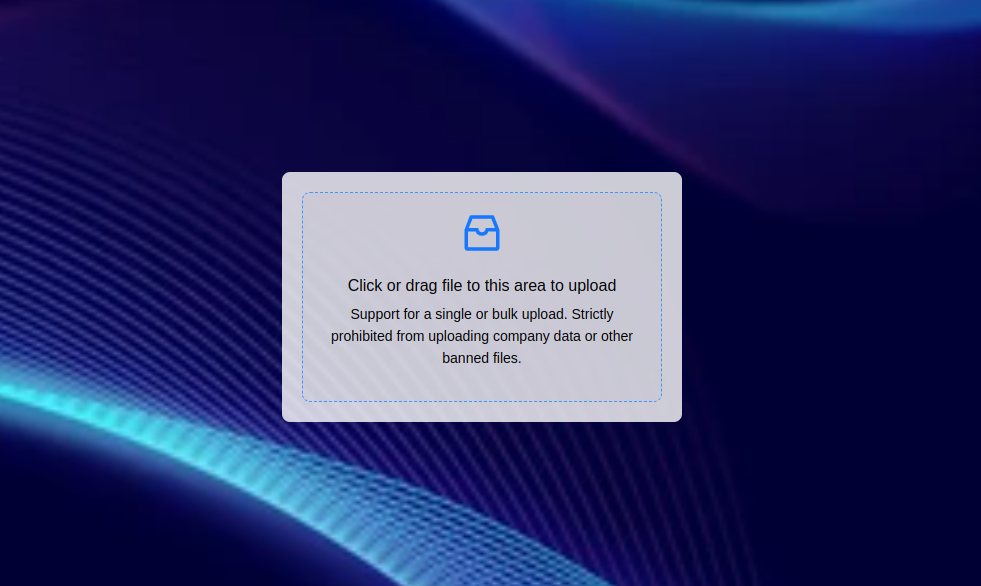 Click or drag file to this area to upload
Support for a single or bulk upload. Strictly
prohibited from uploading company data or other
banned files.